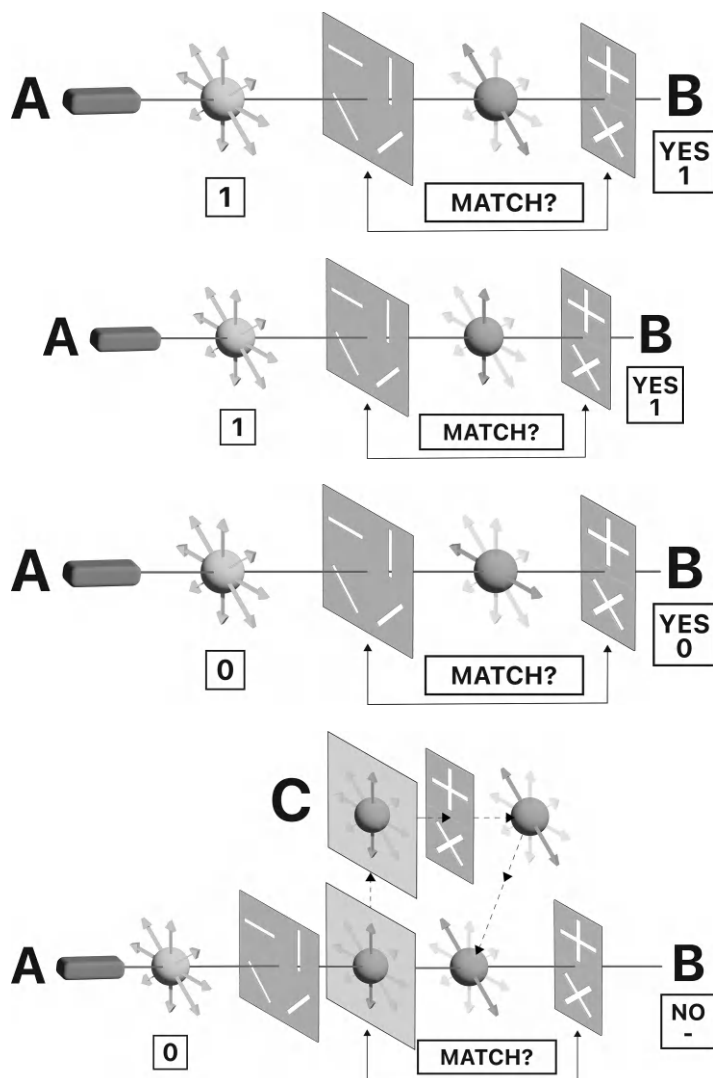 A
B
YES
1
1
MATCH?
A
B
YES
1
1
MATCH?
A
B
YES
0
0
MATCH?
C
A
B
NO
-
0
MATCH?